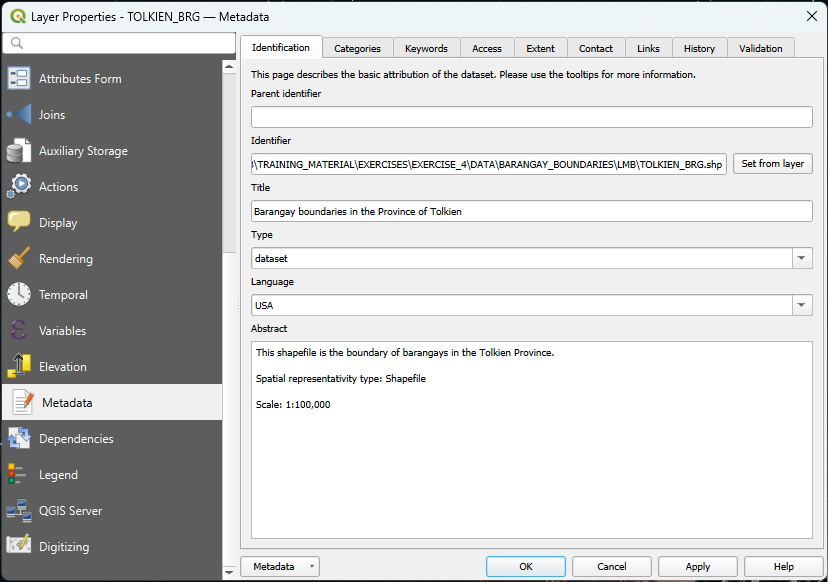 Layer Properties - TOLKIEN_BRG — Metadata
Attributes Form
Joins
Auxiliary Storage
Actions
Display
Rendering
Temporal
Variables
Elevation
Metadata
Dependencies
Legend
QGIS Server
Digitizing
Identification Categories Keywords Access Extent Contact Links History Validation
This page describes the basic attribution of the dataset. Please use the tooltips for more information.
Parent identifier
Identifier
\TRAINING_MATERIAL\EXERCISES\EXERCISE_4\DATA\BARANGAY_BOUNDARIES\LMB\TOLKIEN_BRG.shp Set from layer
Title
Barangay boundaries in the Province of Tolkien
Type
dataset
Language
USA
Abstract
This shapefile is the boundary of barangays in the Tolkien Province.
Spatial representativity type: Shapefile
Scale: 1:100,000
Metadata OK Cancel Apply Help